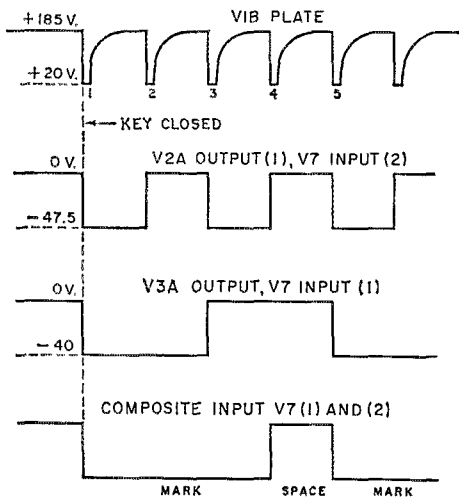 +185 V.
V1B PLATE
+20 V.
1 2 3 4 5
KEY CLOSED
V2A OUTPUT (1), V7 INPUT (2)
0 V.
-47.5
V3A OUTPUT, V7 INPUT (1)
0 V.
-40
COMPOSITE INPUT V7 (1) AND (2)
MARK SPACE MARK